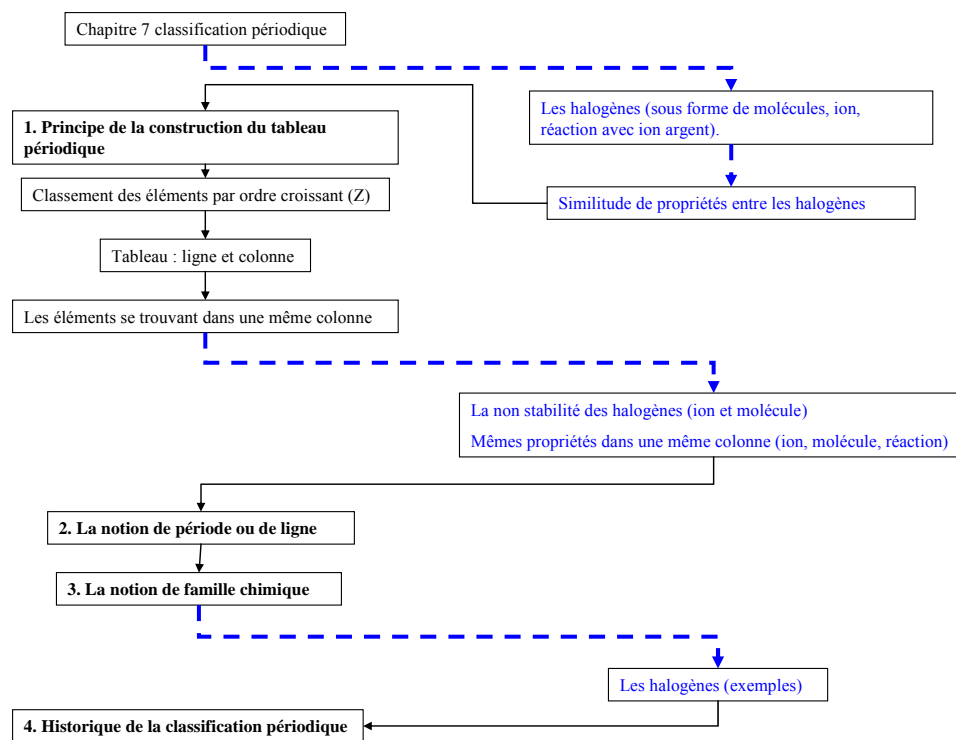 Chapitre 7 classification périodique
Les halogènes (sous forme de molécules, ion,
réaction avec ion argent).
Similitude de propriétés entre les halogènes
1. Principe de la construction du tableau
périodique
Classement des éléments par ordre croissant (Z)
Tableau : ligne et colonne
Les éléments se trouvant dans une même colonne
La non stabilité des halogènes (ion et molécule)
Mêmes propriétés dans une même colonne (ion, molécule, réaction)
2. La notion de période ou de ligne
3. La notion de famille chimique
Les halogènes (exemples)
4. Historique de la classification périodique